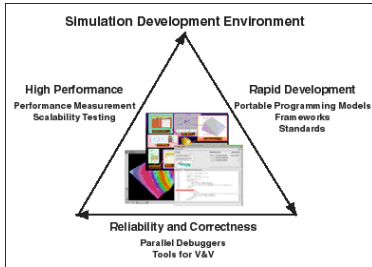 Simulation Development Environment
High Performance
Performance Measurement
Scalability Testing
Rapid Development
Portable Programming Models
Frameworks
Standards
Reliability and Correctness
Parallel Debuggers
Tools for V&V